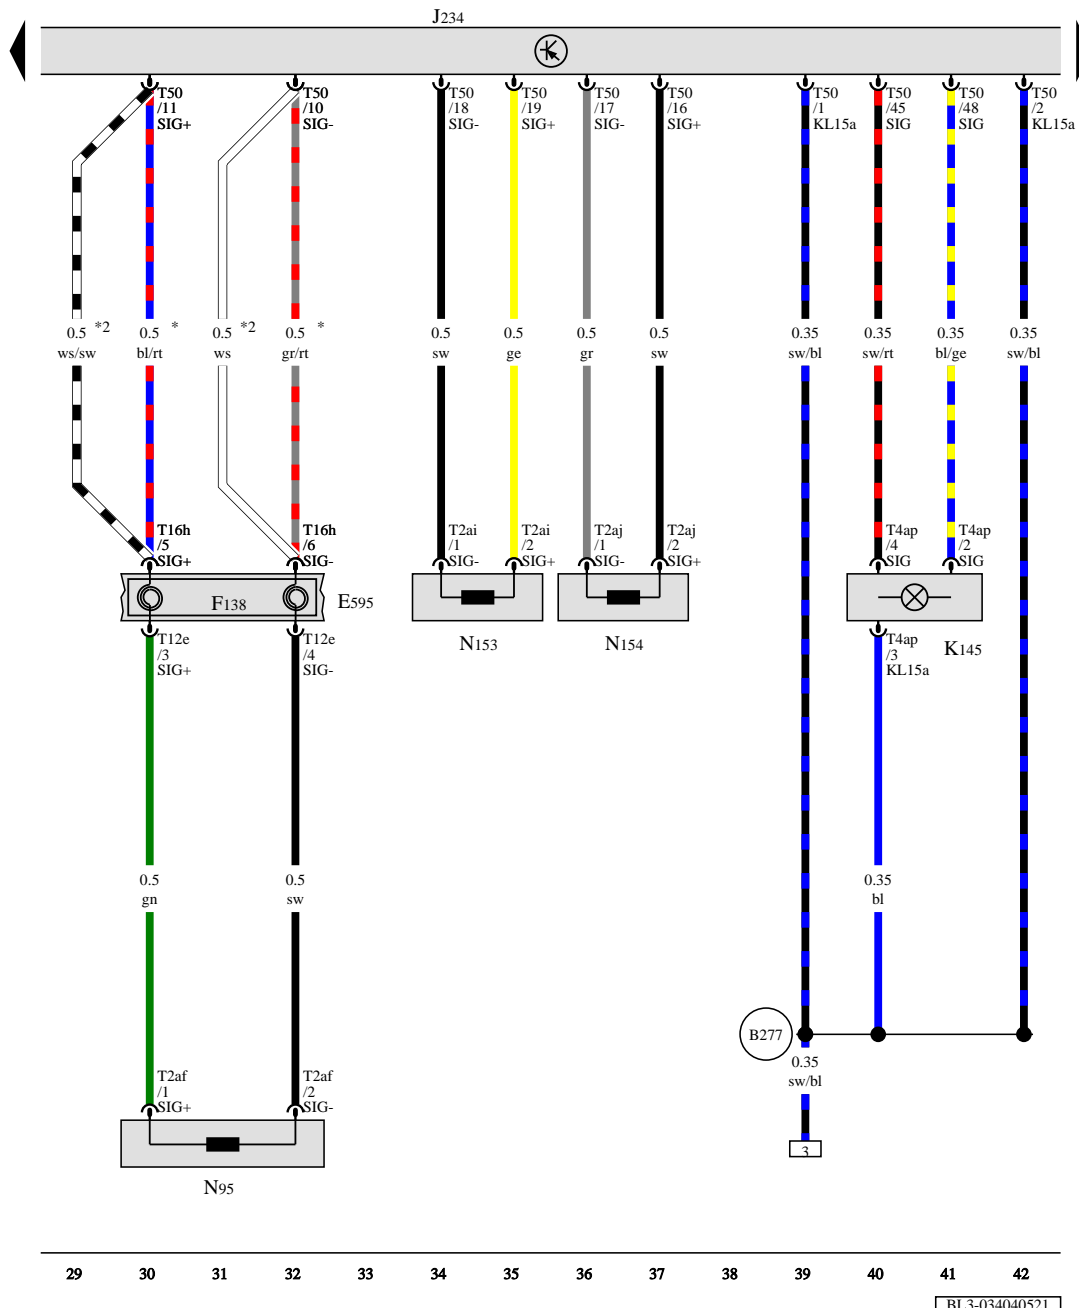 J234
T50 /11 SIG+
T50 /10 SIG-
T50 /18 SIG-
T50 /19 SIG+
T50 /17 SIG-
T50 /16 SIG+
T50 /1 KL15a
T50 /45 SIG
T50 /48 SIG
T50 /2 KL15a
0.5 *2
ws/sw
0.5 *
bl/rt
0.5 *2
ws
0.5 *
gr/rt
0.5
sw
0.5
ge
0.5
gr
0.5
sw
0.35
sw/bl
0.35
sw/rt
0.35
bl/ge
0.35
sw/bl
T16h /5 SIG+
T16h /6 SIG-
T2ai /1 SIG-
T2ai /2 SIG+
T2aj /1 SIG-
T2aj /2 SIG+
T4ap /4 SIG
T4ap /2 SIG
F138
E595
N153
N154
K145
T12e /3 SIG+
T12e /4 SIG-
T4ap /3 KL15a
0.5
gn
0.5
sw
0.35
bl
B277
0.35
sw/bl
3
T2af /1 SIG+
T2af /2 SIG-
N95
29 30 31 32 33 34 35 36 37 38 39 40 41 42
BL3-034040521